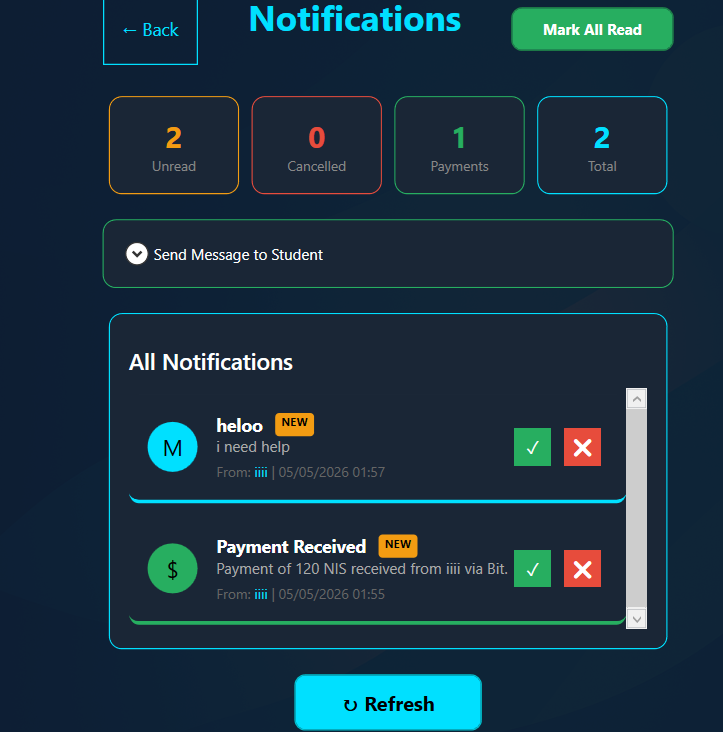 ← Back
Notifications
Mark All Read
2
Unread
0
Cancelled
1
Payments
2
Total
Send Message to Student
All Notifications
M
heloo NEW
i need help
From: iiii | 05/05/2026 01:57
✓
$
Payment Received NEW
Payment of 120 NIS received from iiii via Bit.
From: iiii | 05/05/2026 01:55
✓
↻ Refresh